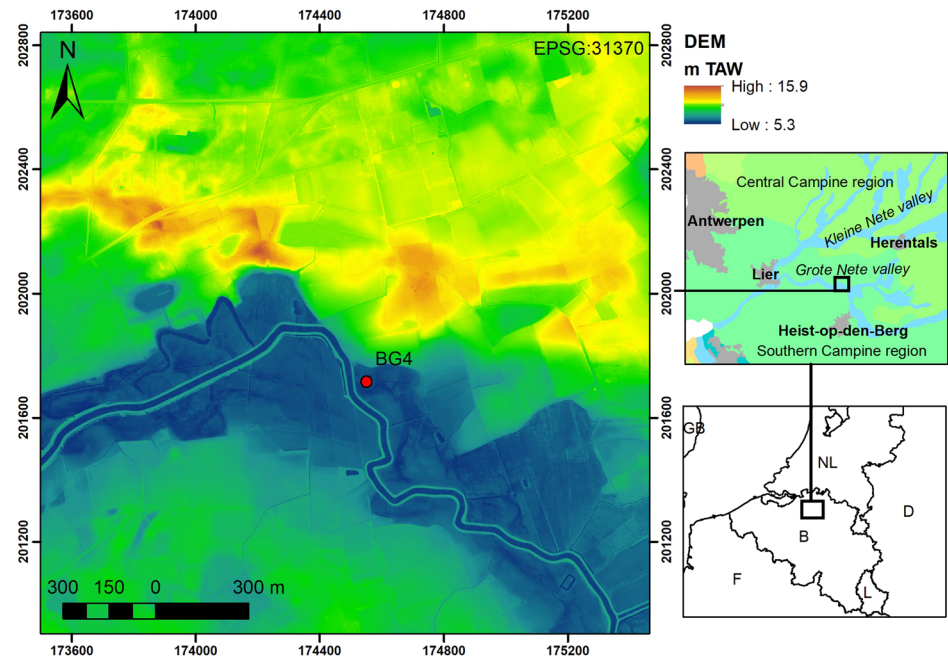 173600 174000 174400 174800 175200
202800
202400
202000
201600
201200
202800
202400
202000
201600
201200
N
EPSG:31370
BG4
300 150 0 300 m
173600 174000 174400 174800 175200
DEM
m TAW
High : 15.9
Low : 5.3
Central Campine region
Antwerpen
Kleine Nete valley
Herentals
Lier
Grote Nete valley
Heist-op-den-Berg
Southern Campine region
GB
NL
D
B
F
L